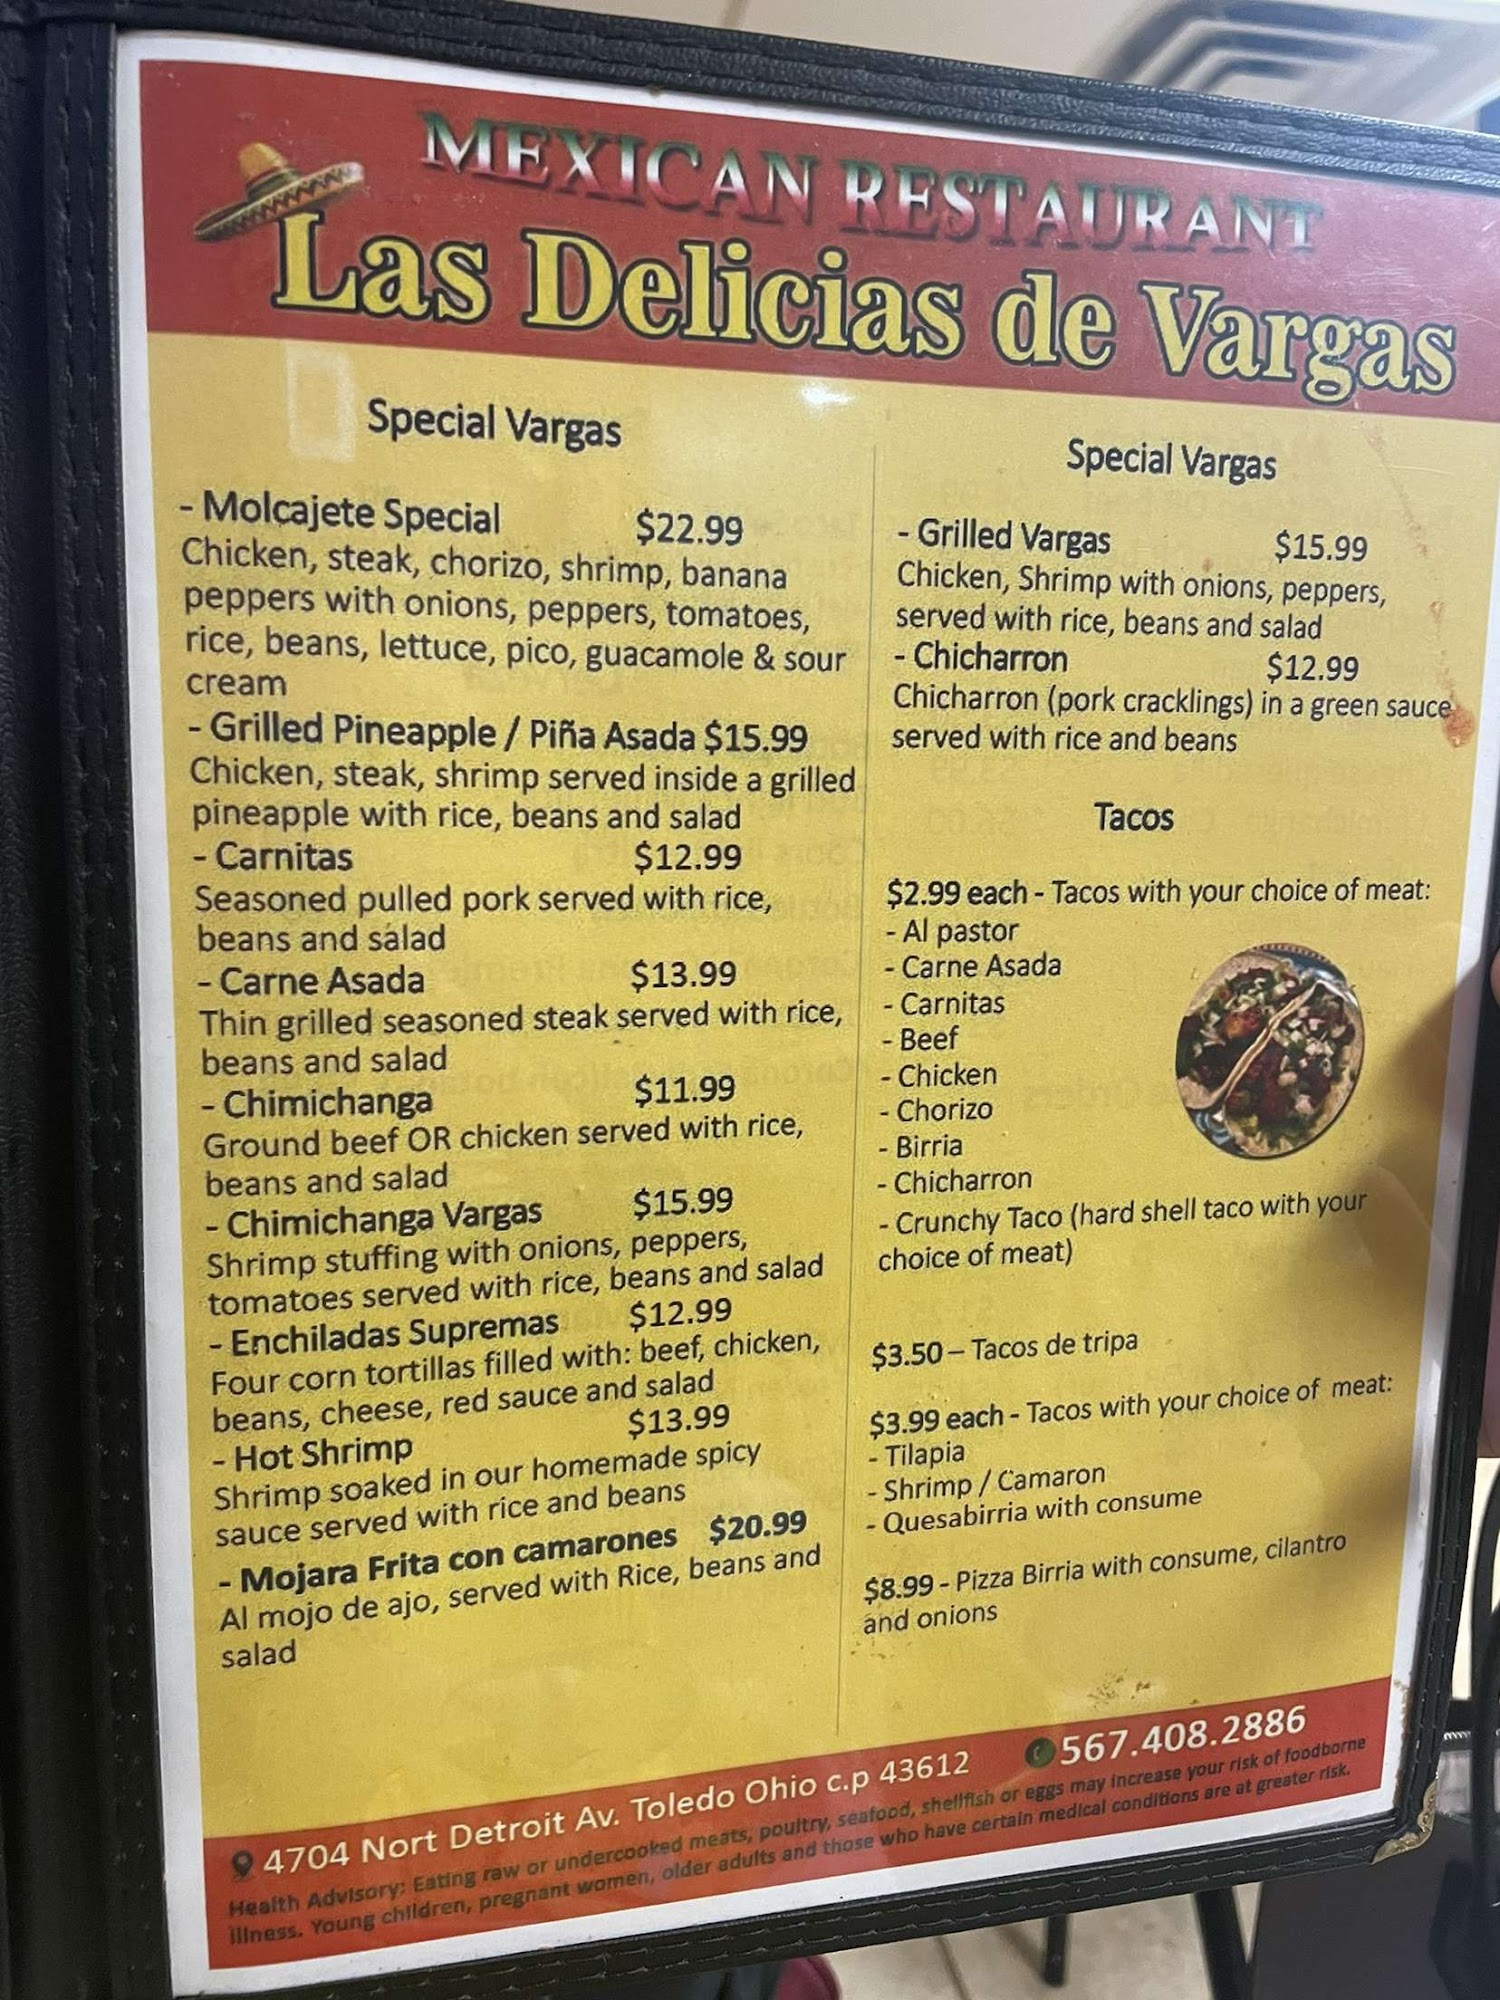 MEXICAN RESTAURANT
Las Delicias de Vargas
Special Vargas
- Molcajete Special $22.99
Chicken, steak, chorizo, shrimp, banana
peppers with onions, peppers, tomatoes,
rice, beans, lettuce, pico, guacamole & sour
cream
- Grilled Pineapple / Piña Asada $15.99
Chicken, steak, shrimp served inside a grilled
pineapple with rice, beans and salad
- Carnitas $12.99
Seasoned pulled pork served with rice,
beans and salad
- Carne Asada $13.99
Thin grilled seasoned steak served with rice,
beans and salad
- Chimichanga $11.99
Ground beef OR chicken served with rice,
beans and salad
- Chimichanga Vargas $15.99
Shrimp stuffing with onions, peppers,
tomatoes served with rice, beans and salad
- Enchiladas Supremas $12.99
Four corn tortillas filled with: beef, chicken,
beans, cheese, red sauce and salad
- Hot Shrimp $13.99
Shrimp soaked in our homemade spicy
sauce served with rice and beans
- Mojara Frita con camarones $20.99
Al mojo de ajo, served with Rice, beans and
salad
Special Vargas
- Grilled Vargas $15.99
Chicken, Shrimp with onions, peppers,
served with rice, beans and salad
- Chicharron $12.99
Chicharron (pork cracklings) in a green sauce
served with rice and beans
Tacos
$2.99 each - Tacos with your choice of meat:
- Al pastor
- Carne Asada
- Carnitas
- Beef
- Chicken
- Chorizo
- Birria
- Chicharron
- Crunchy Taco (hard shell taco with your
choice of meat)
$3.50 – Tacos de tripa
$3.99 each - Tacos with your choice of meat:
- Tilapia
- Shrimp / Camaron
- Quesabirria with consume
$8.99 - Pizza Birria with consume, cilantro
and onions
4704 Nort Detroit Av. Toledo Ohio c.p 43612 567.408.2886
Health Advisory: Eating raw or undercooked meats, poultry, seafood, shellfish or eggs may increase your risk of foodborne
illness. Young children, pregnant women, older adults and those who have certain medical conditions are at greater risk.